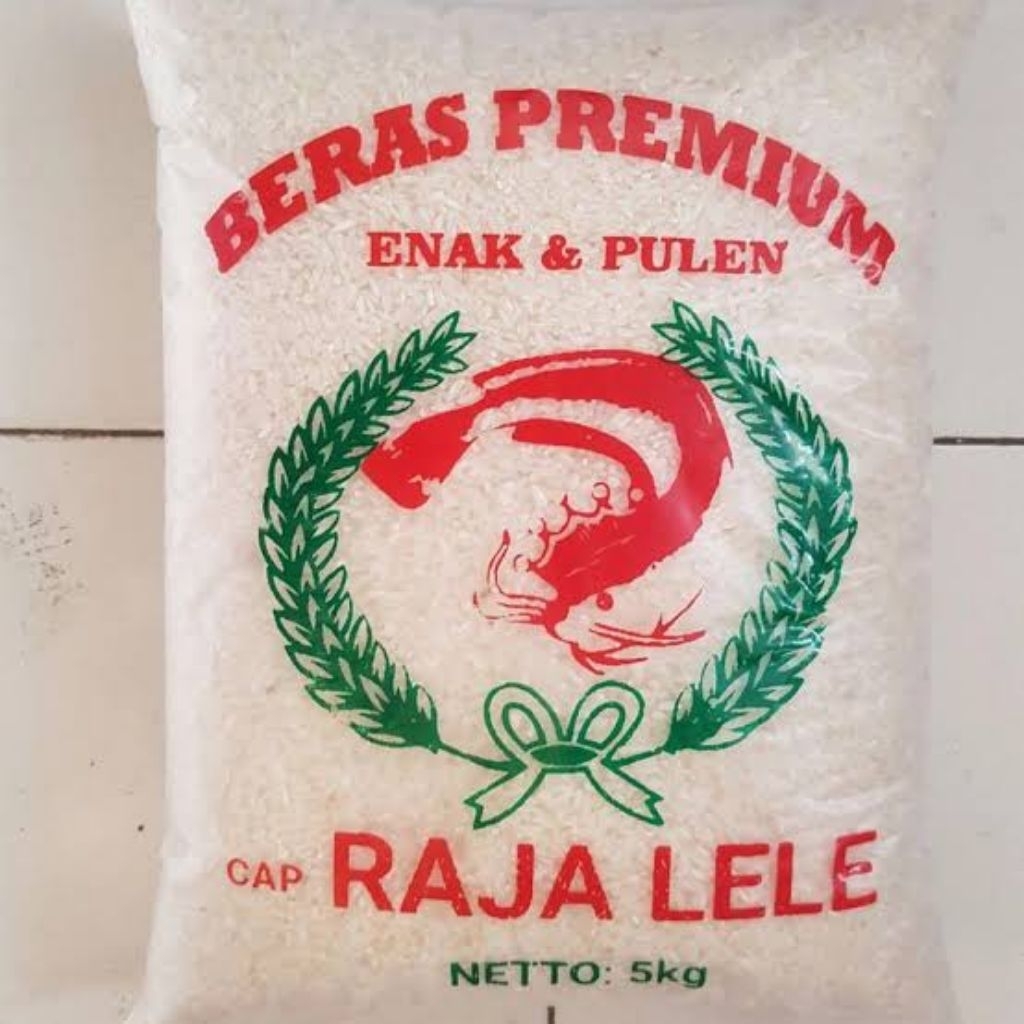 BERAS PREMIUM
ENAK & PULEN
CAP RAJA LELE
NETTO: 5kg